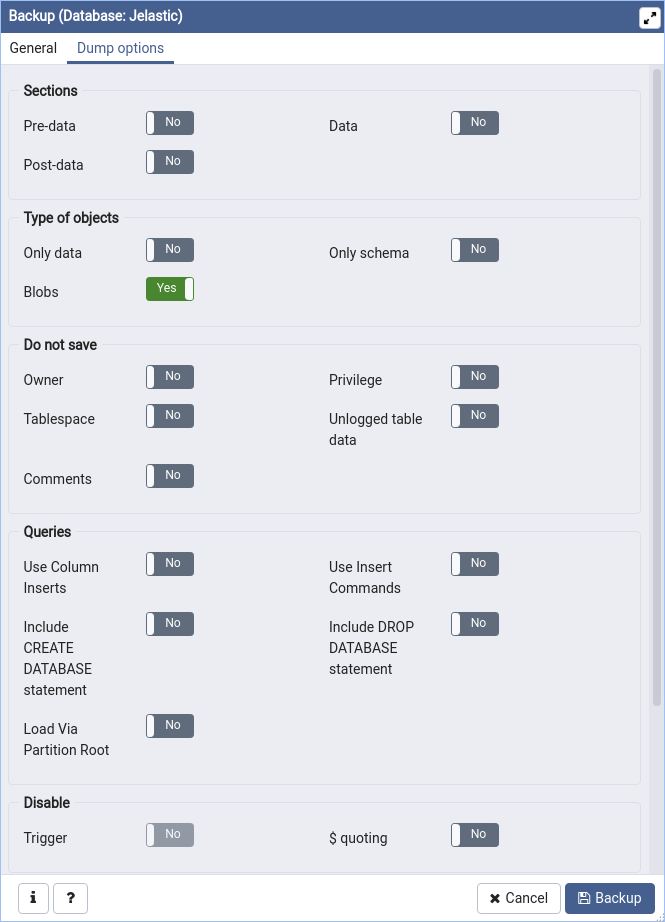 Backup (Database: Jelastic)
General Dump options
Sections
Pre-data No Data No
Post-data No
Type of objects
Only data No Only schema No
Blobs Yes
Do not save
Owner No Privilege No
Tablespace No Unlogged table
data
Comments No
Queries
Use Column No Use Insert No
Inserts Commands
Include No Include DROP No
CREATE DATABASE
DATABASE statement
statement
Load Via No
Partition Root
Disable
Trigger No $ quoting No
i ? Cancel Backup